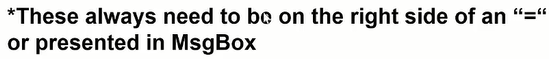 *These always need to be on the right side of an “=“
or presented in MsgBox